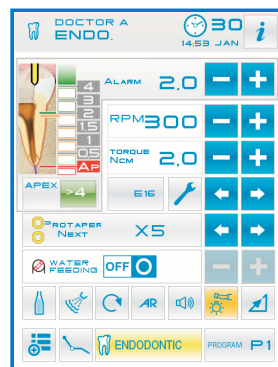 DOCTOR A
ENDO.
30
14:53 JAN
i
4
3
2
1.5
1
0.5
AP
ALARM 2.0
RPM 300
TORQUE
NCM 2.0
APEX >4
E16
PROTAPER
NEXT X5
WATER
FEEDING OFF O
AR
ENDODONTIC
PROGRAM P1